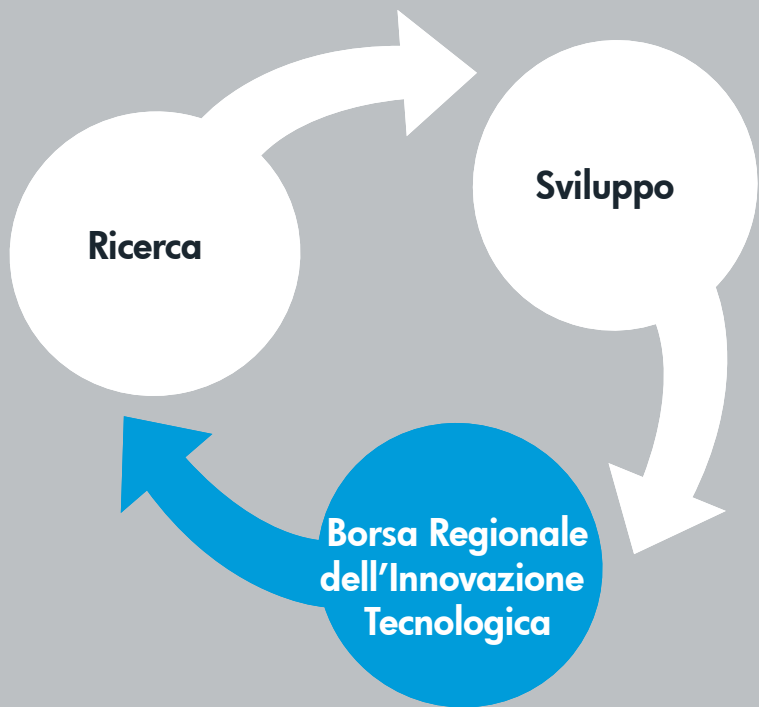 Ricerca
Sviluppo
Borsa Regionale
dell’Innovazione
Tecnologica